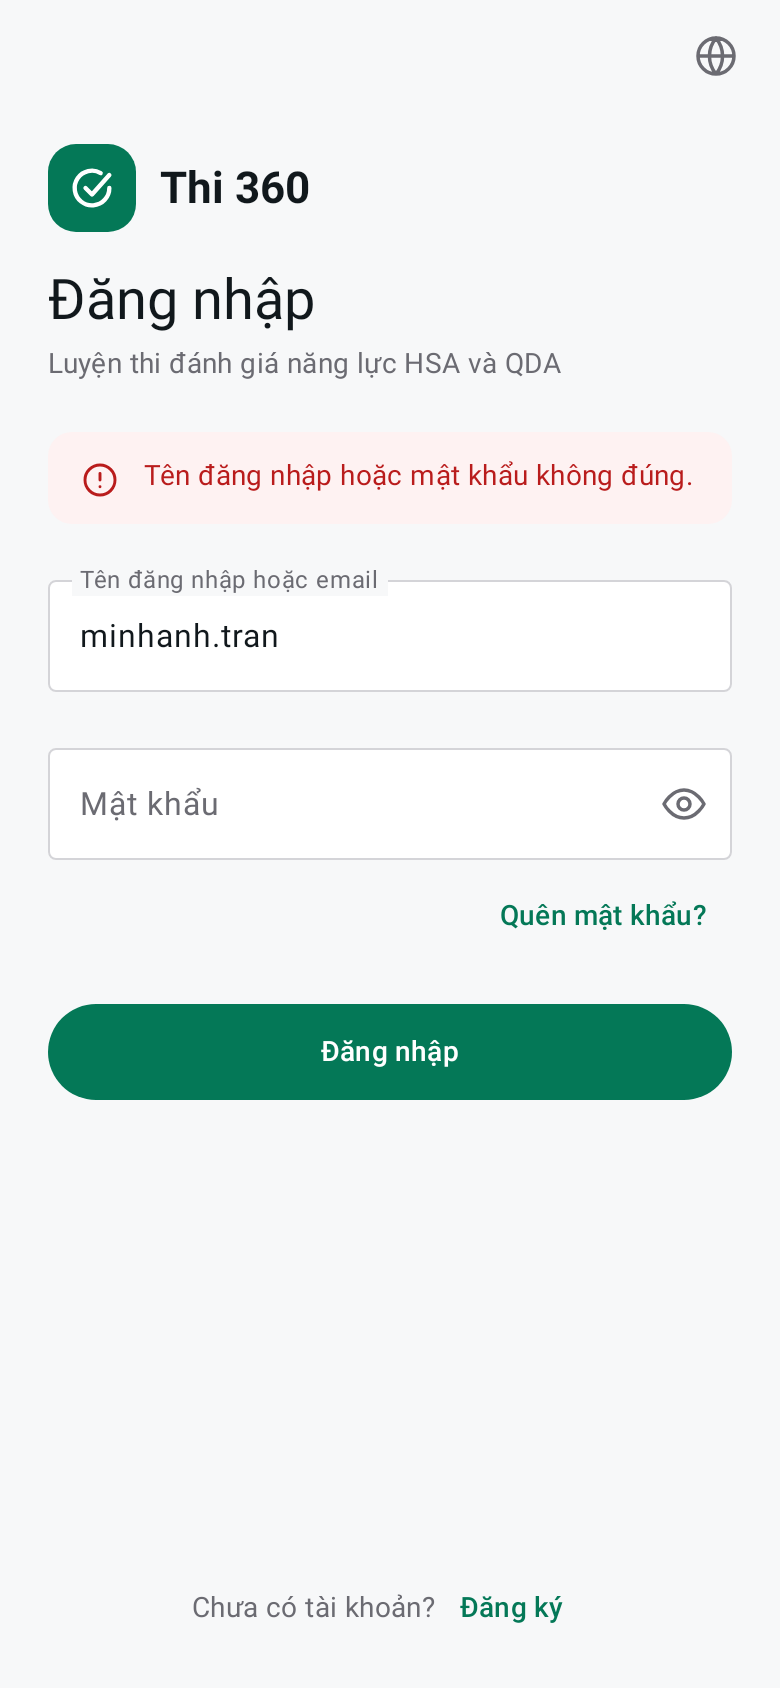 Thi 360
Đăng nhập
Luyện thi đánh giá năng lực HSA và QDA
Tên đăng nhập hoặc mật khẩu không đúng.
Tên đăng nhập hoặc email
minhanh.tran
Mật khẩu
Quên mật khẩu?
Đăng nhập
Chưa có tài khoản? Đăng ký